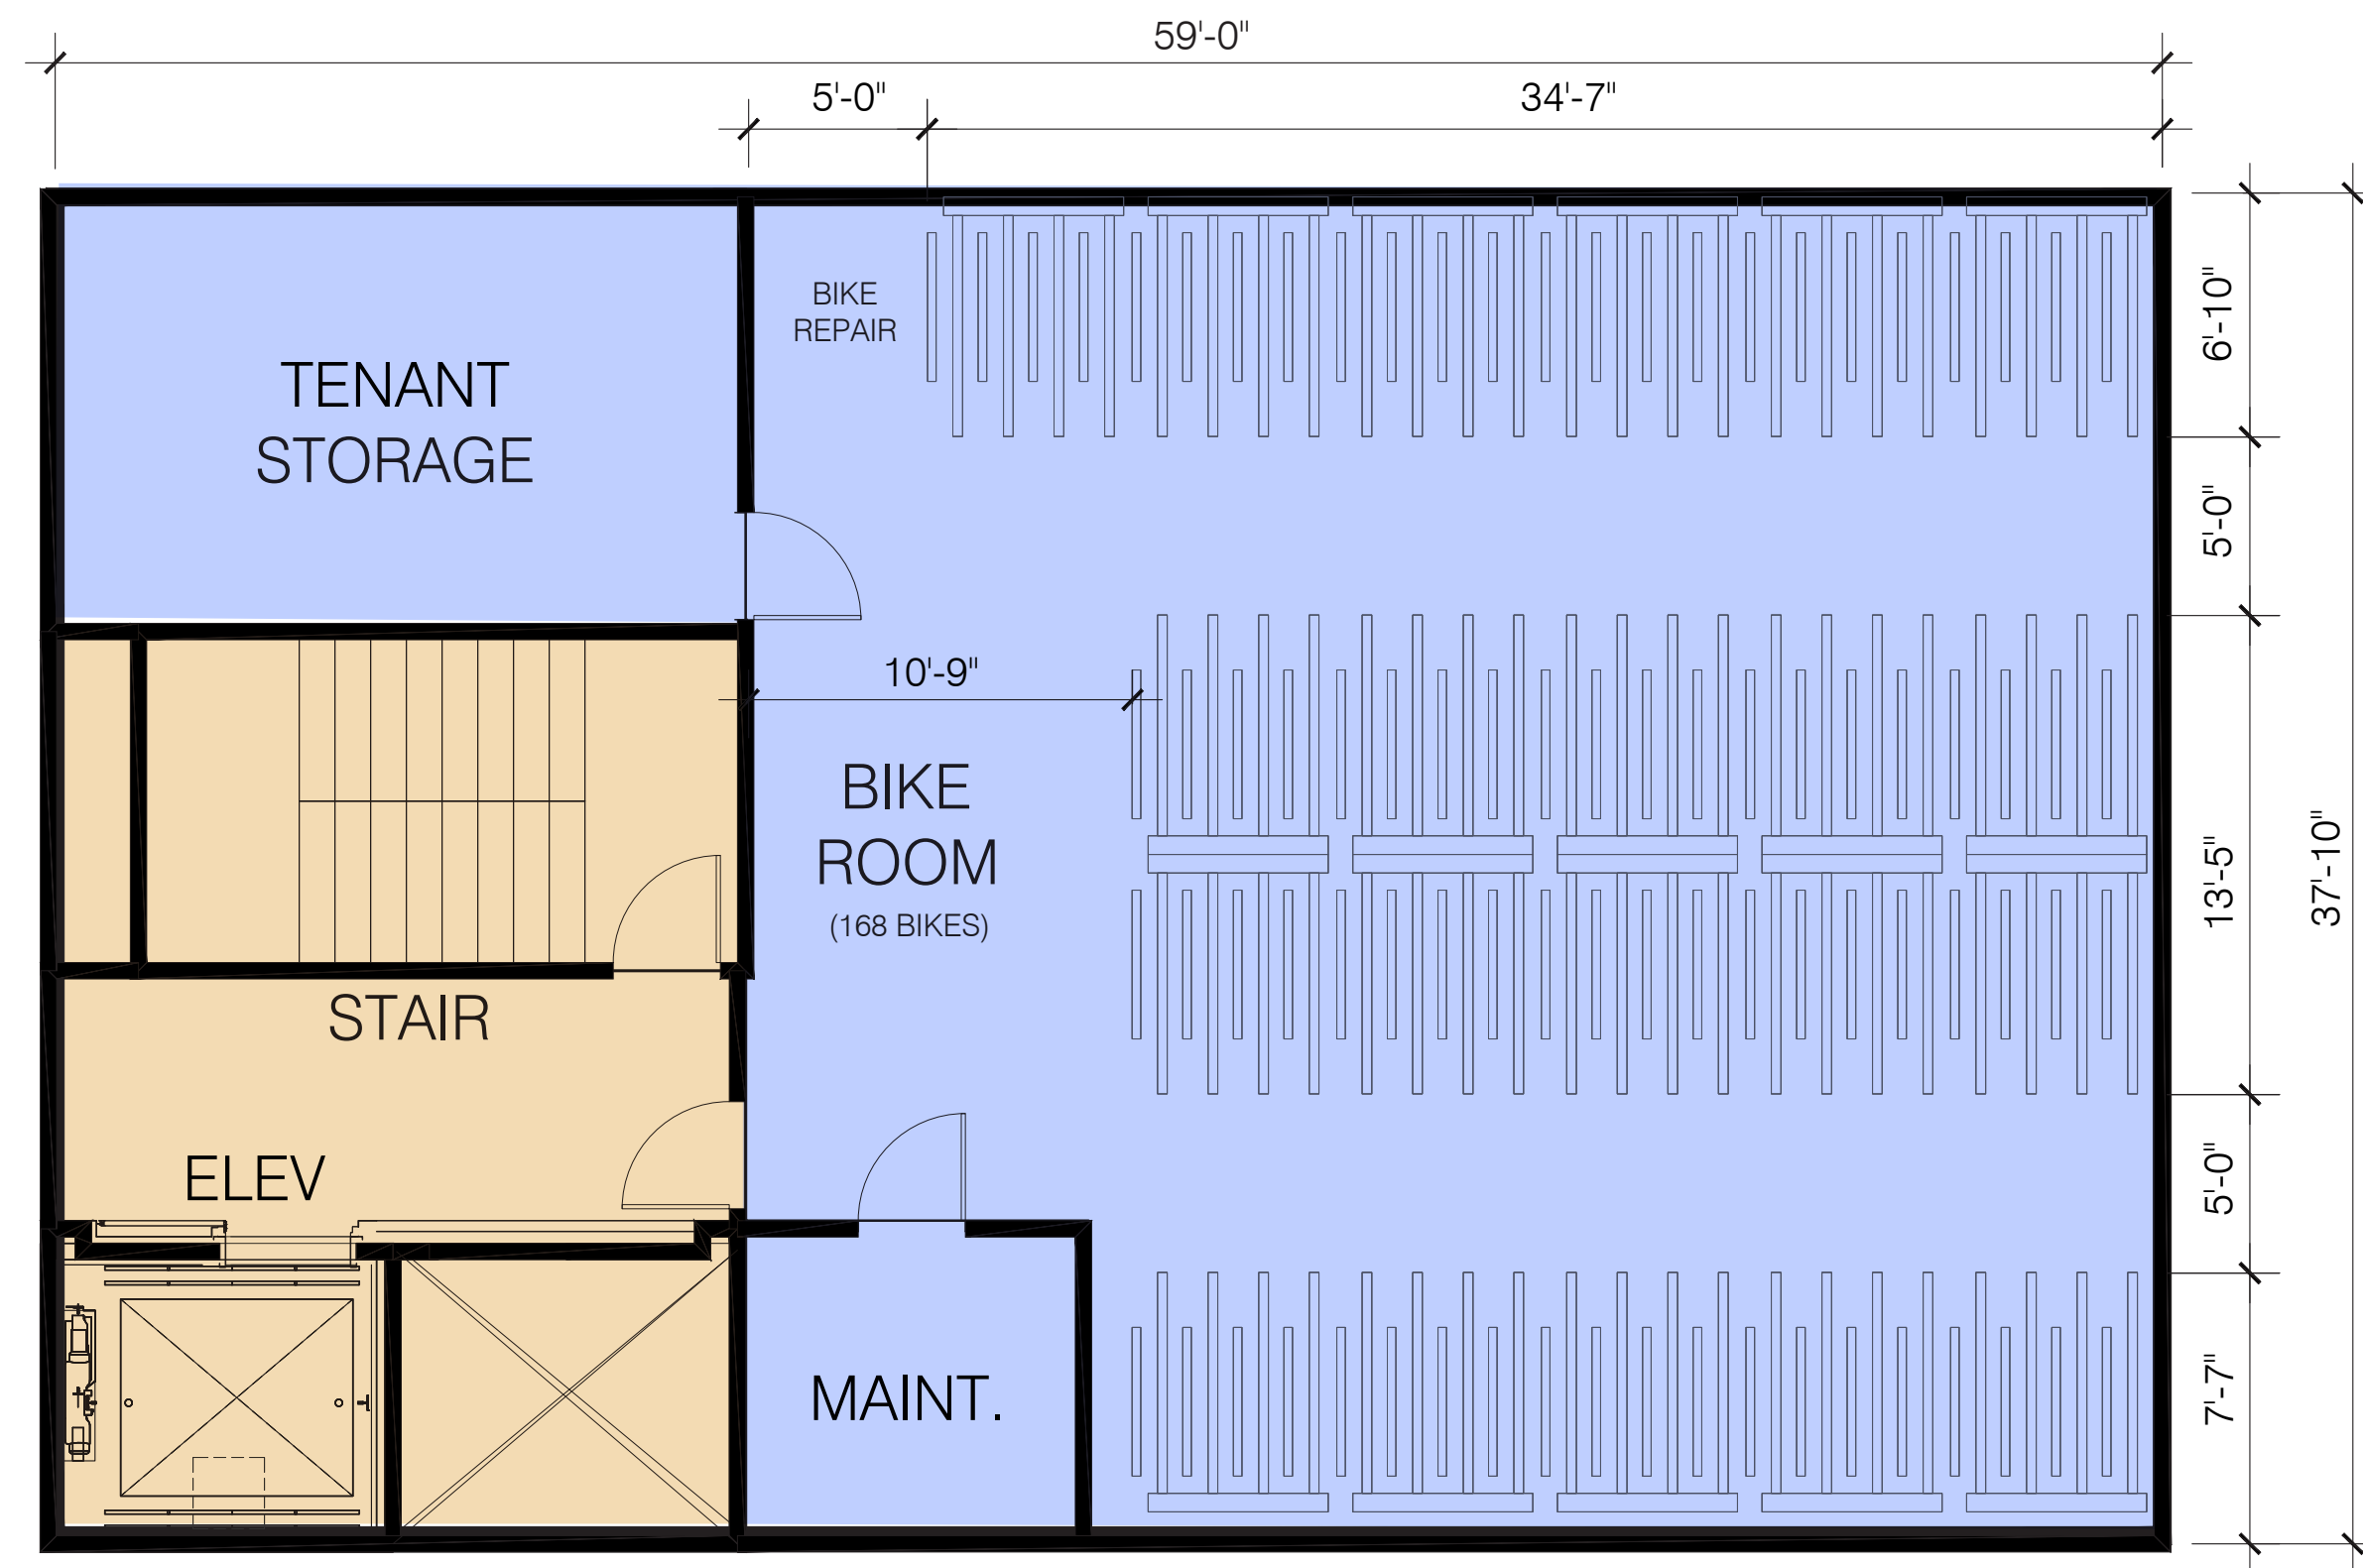 59'-0"
5'-0"
34'-7"
BIKE
REPAIR
6'-10"
TENANT
STORAGE
5'-0"
10'-9"
BIKE
ROOM
(168 BIKES)
13'-5"
37'-10"
STAIR
ELEV
5'-0"
MAINT.
7'-7"